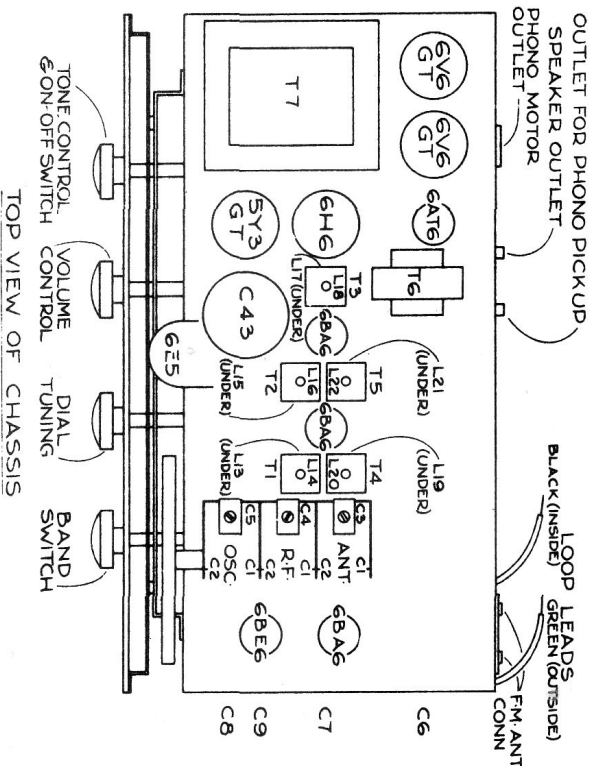 OUTLET FOR PHONO PICKUP
SPEAKER OUTLET
PHONO MOTOR
OUTLET
LOOP LEADS
BLACK (INSIDE)
GREEN (OUTSIDE)
F.M. ANT
CONN
6V6
GT
6V6
GT
6AT6
T6
L21
(UNDER)
L19
(UNDER)
C6
T7
6H6
T3
L18
L17 (UNDER)
6BA6
T5
L22
6BA6
T4
L20
C3
C1
ANT
C2
6BA6
C7
5Y3
GT
C43
T2
L16
L15
(UNDER)
T1
L14
L13
(UNDER)
C4
C1
R.F.
C2
C5
C1
OSC
C2
6BE6
C9
C8
6E5
TONE CONTROL
& ON-OFF SWITCH
VOLUME
CONTROL
DIAL
TUNING
BAND
SWITCH
TOP VIEW OF CHASSIS